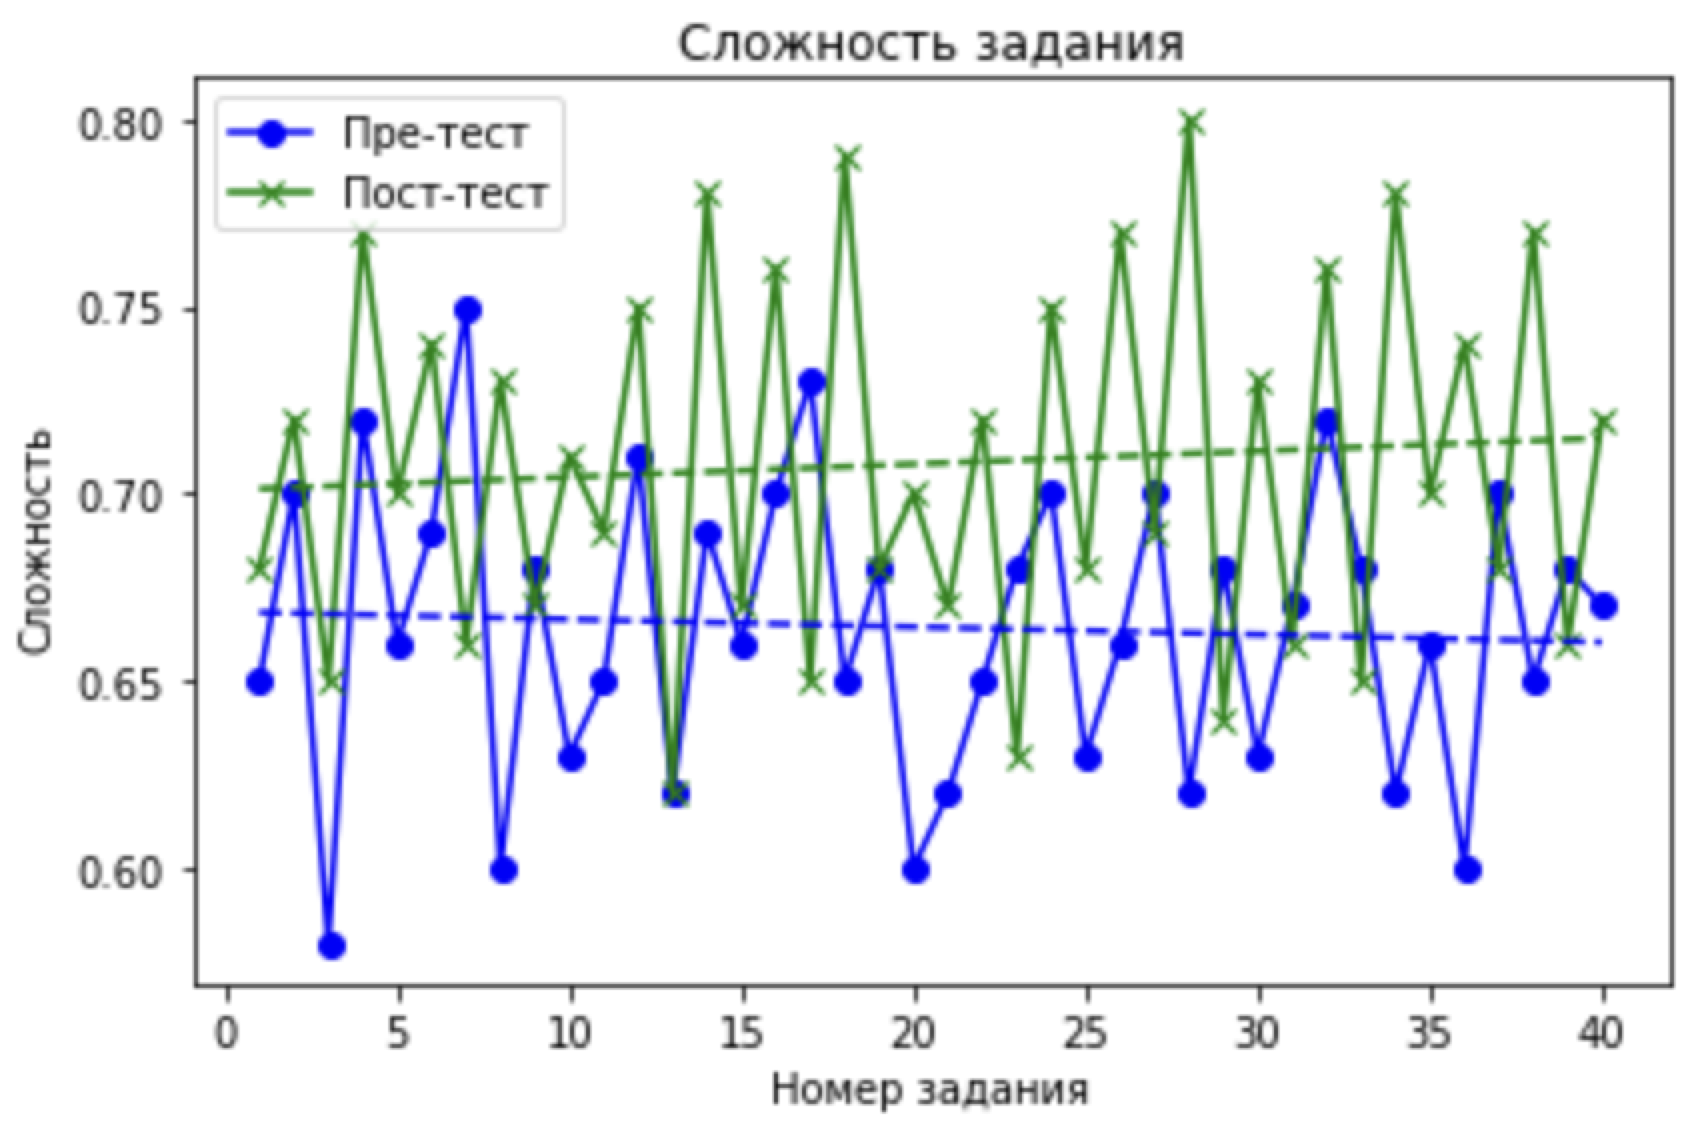 Сложность задания
Пре-тест
Пост-тест
0.80
0.75
0.70
0.65
0.60
Сложность
0 5 10 15 20 25 30 35 40
Номер задания